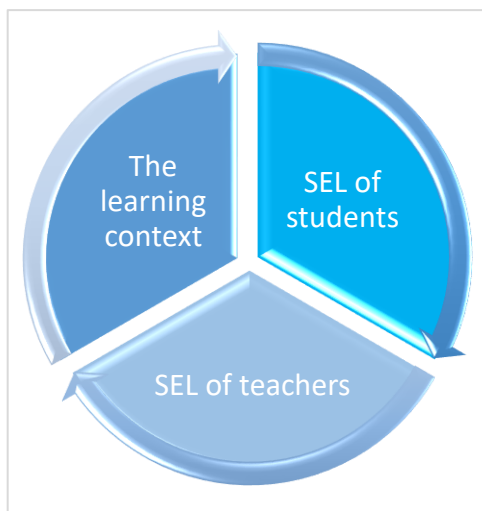 The
learning
context
SEL of
students
SEL of teachers